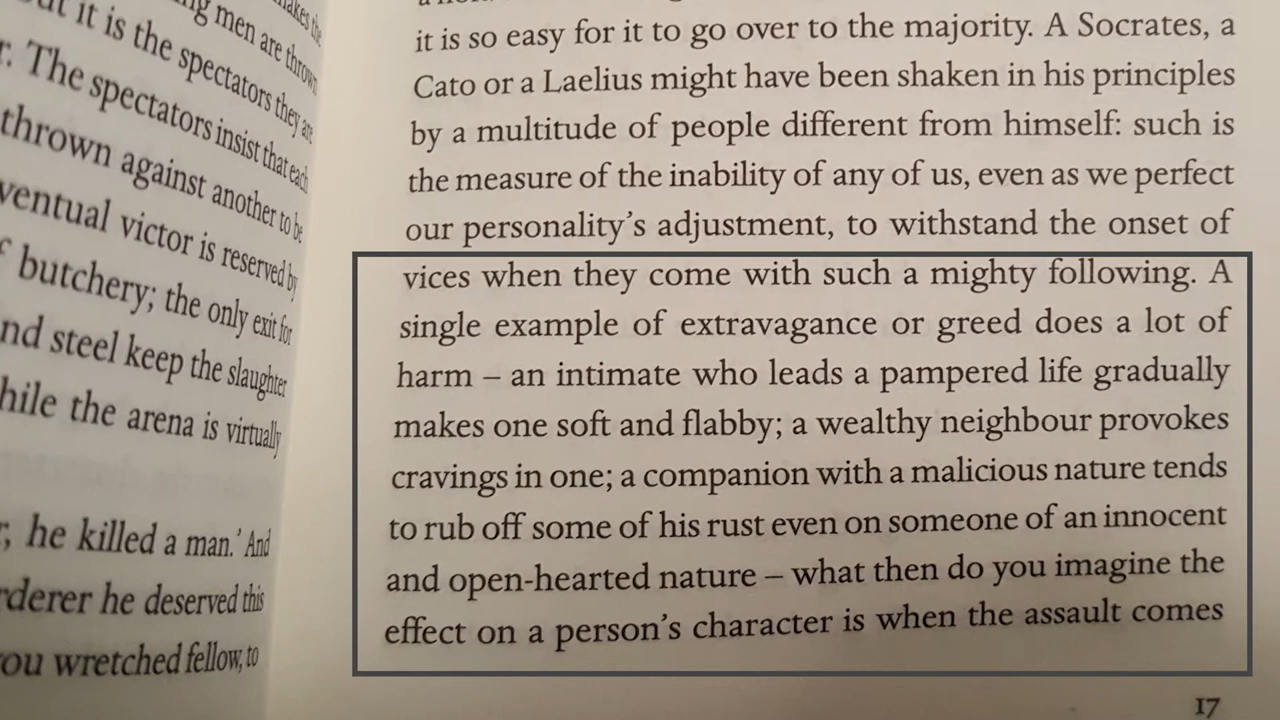 makes the
ing men are thrown
but it is the spectators they are
r. The spectators insist that each
thrown against another to be
ventual victor is reserved by
f butchery; the only exit for
nd steel keep the slaughter
hile the arena is virtually
r, he killed a man.' And
rderer he deserved this
ou wretched fellow, to
it is so easy for it to go over to the majority. A Socrates, a
Cato or a Laelius might have been shaken in his principles
by a multitude of people different from himself: such is
the measure of the inability of any of us, even as we perfect
our personality's adjustment, to withstand the onset of
vices when they come with such a mighty following. A
single example of extravagance or greed does a lot of
harm – an intimate who leads a pampered life gradually
makes one soft and flabby; a wealthy neighbour provokes
cravings in one; a companion with a malicious nature tends
to rub off some of his rust even on someone of an innocent
and open-hearted nature – what then do you imagine the
effect on a person's character is when the assault comes
17